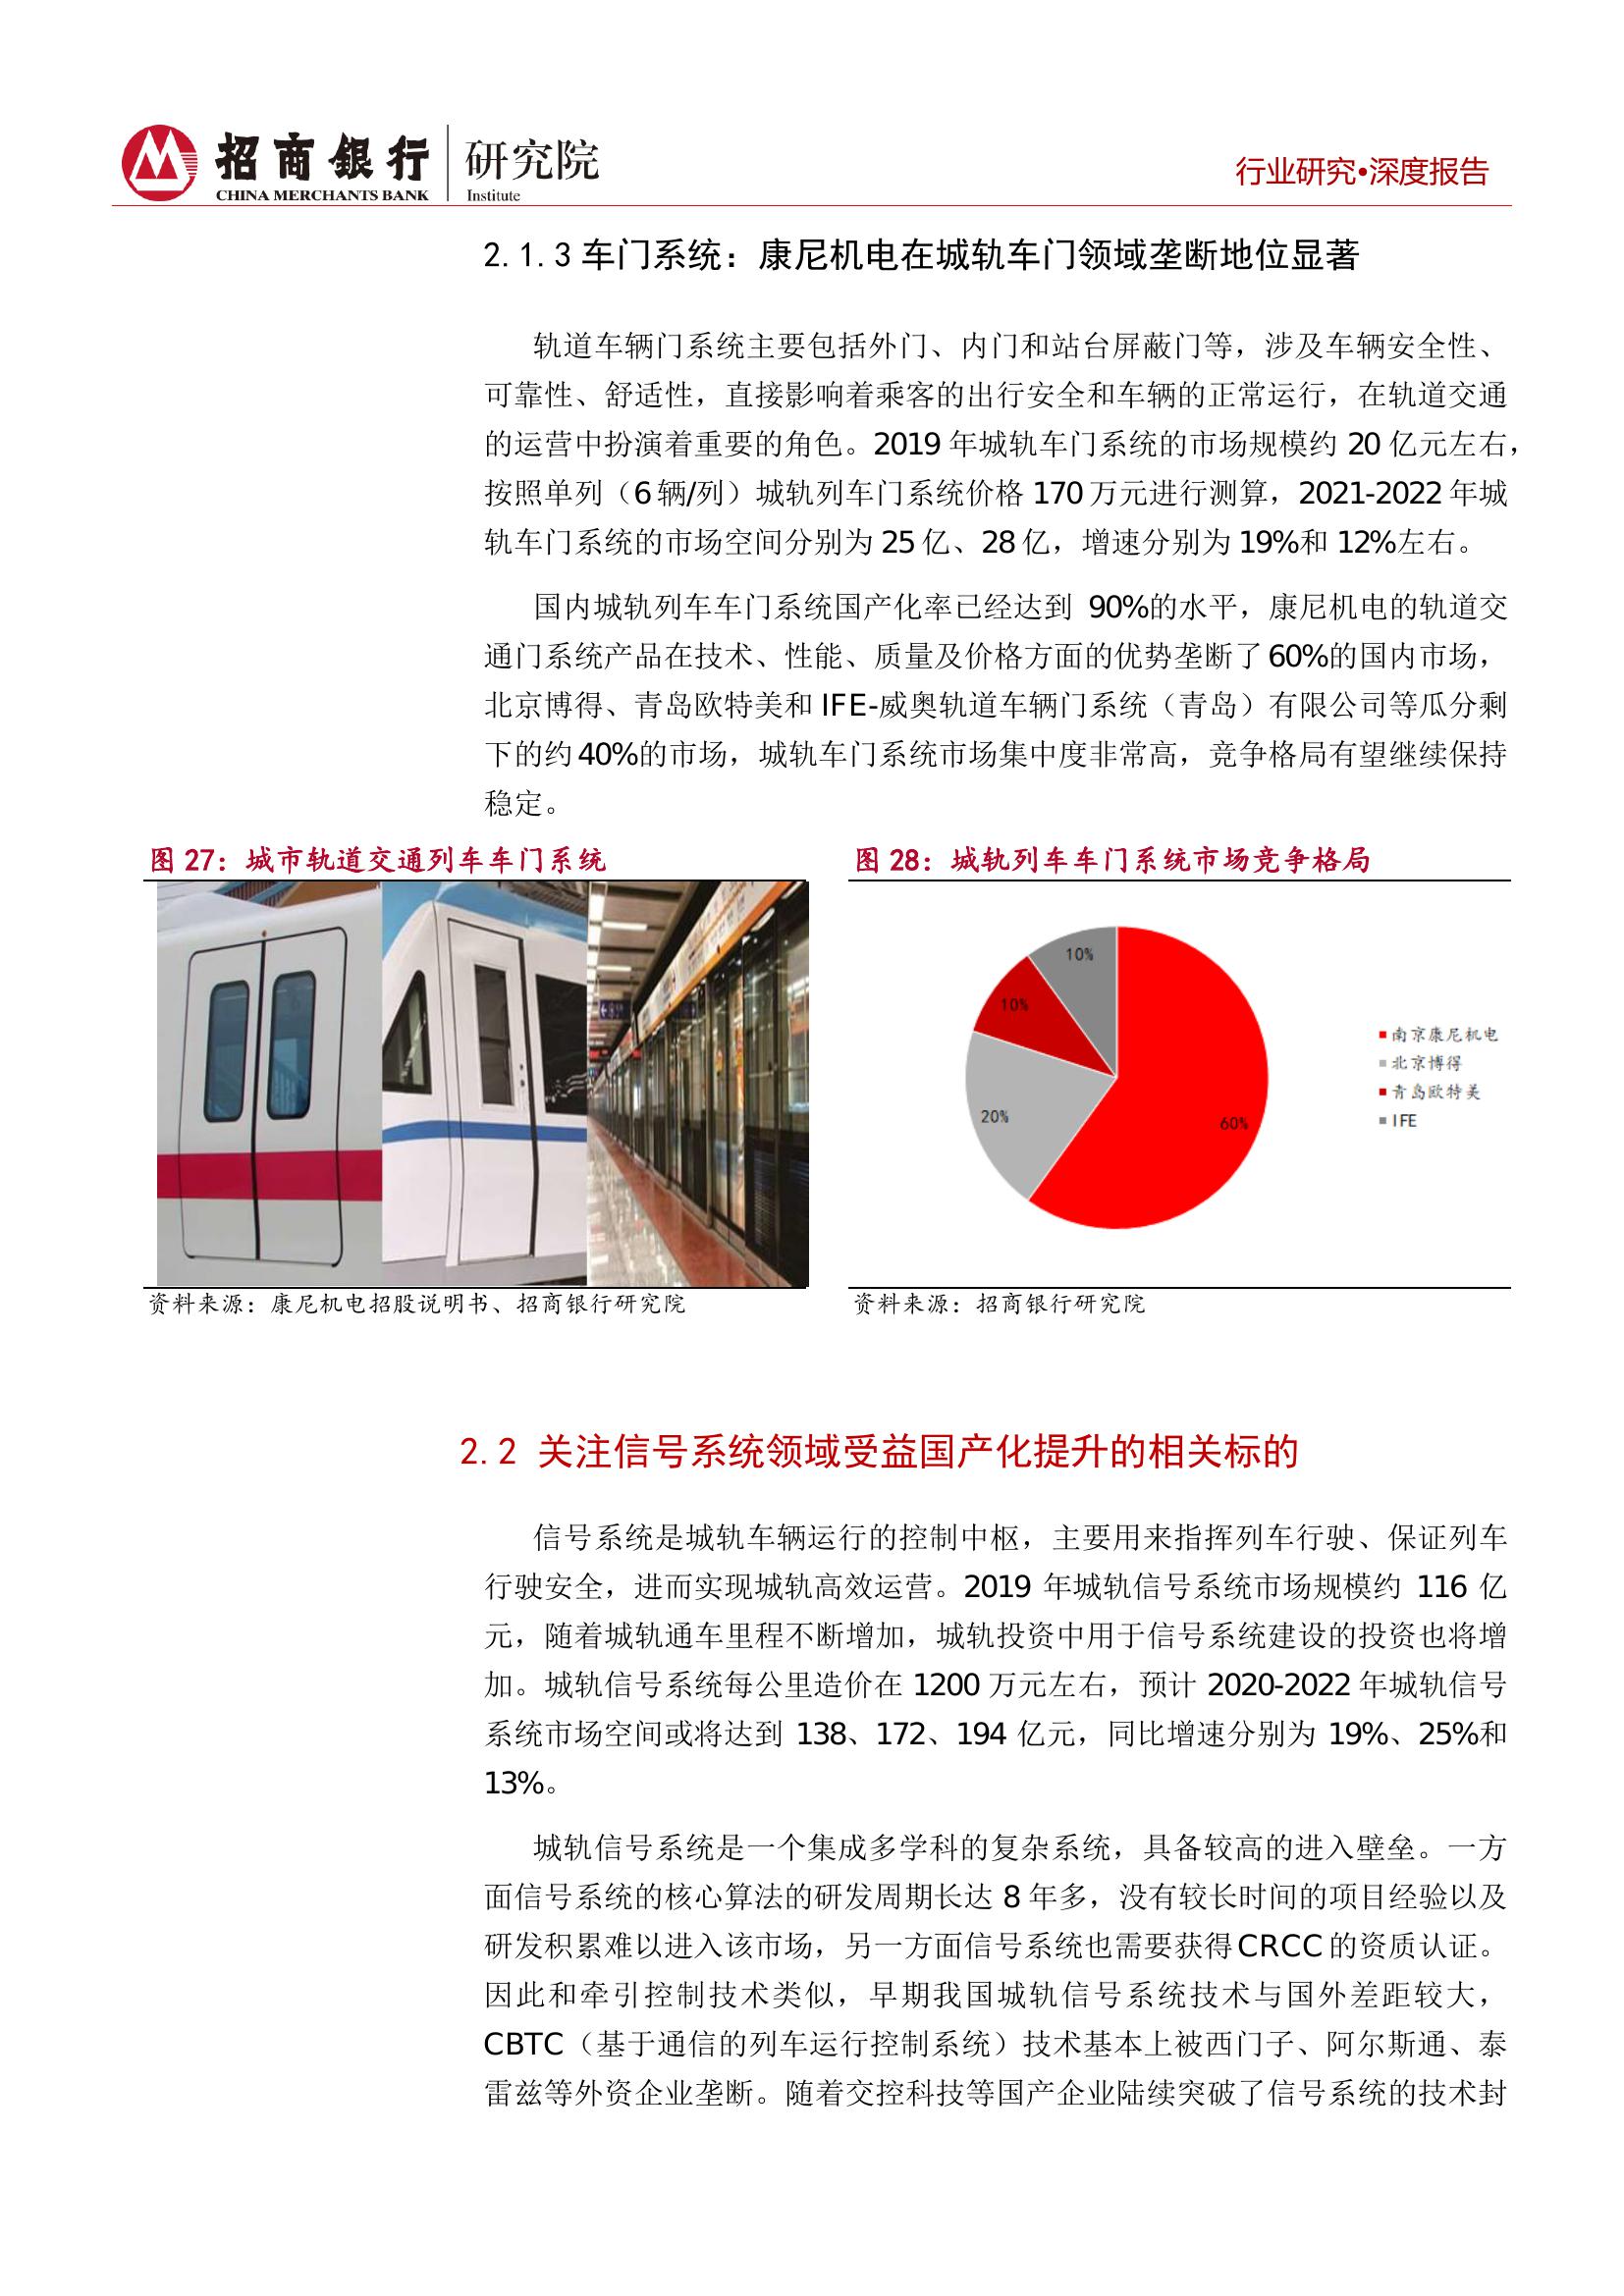 招商银行
CHINA MERCHANTS BANK
研究院
Institute
行业研究•深度报告
2.1.3 车门系统：康尼机电在城轨车门领域垄断地位显著
轨道车辆门系统主要包括外门、内门和站台屏蔽门等，涉及车辆安全性、
可靠性、舒适性，直接影响着乘客的出行安全和车辆的正常运行，在轨道交通
的运营中扮演着重要的角色。2019 年城轨车门系统的市场规模约 20 亿元左右，
按照单列（6 辆/列）城轨列车门系统价格 170 万元进行测算，2021-2022 年城
轨车门系统的市场空间分别为 25 亿、28 亿，增速分别为 19%和 12%左右。
国内城轨列车车门系统国产化率已经达到 90%的水平，康尼机电的轨道交
通门系统产品在技术、性能、质量及价格方面的优势垄断了 60%的国内市场，
北京博得、青岛欧特美和 IFE-威奥轨道车辆门系统（青岛）有限公司等瓜分剩
下的约 40%的市场，城轨车门系统市场集中度非常高，竞争格局有望继续保持
稳定。
图 27：城市轨道交通列车车门系统
图 28：城轨列车车门系统市场竞争格局
10%
10%
20%
60%
南京康尼机电
北京博得
青岛欧特美
IFE
资料来源：康尼机电招股说明书、招商银行研究院
资料来源：招商银行研究院
2.2 关注信号系统领域受益国产化提升的相关标的
信号系统是城轨车辆运行的控制中枢，主要用来指挥列车行驶、保证列车
行驶安全，进而实现城轨高效运营。2019 年城轨信号系统市场规模约 116 亿
元，随着城轨通车里程不断增加，城轨投资中用于信号系统建设的投资也将增
加。城轨信号系统每公里造价在 1200 万元左右，预计 2020-2022 年城轨信号
系统市场空间或将达到 138、172、194 亿元，同比增速分别为 19%、25%和
13%。
城轨信号系统是一个集成多学科的复杂系统，具备较高的进入壁垒。一方
面信号系统的核心算法的研发周期长达 8 年多，没有较长时间的项目经验以及
研发积累难以进入该市场，另一方面信号系统也需要获得 CRCC 的资质认证。
因此和牵引控制技术类似，早期我国城轨信号系统技术与国外差距较大，
CBTC（基于通信的列车运行控制系统）技术基本上被西门子、阿尔斯通、泰
雷兹等外资企业垄断。随着交控科技等国产企业陆续突破了信号系统的技术封